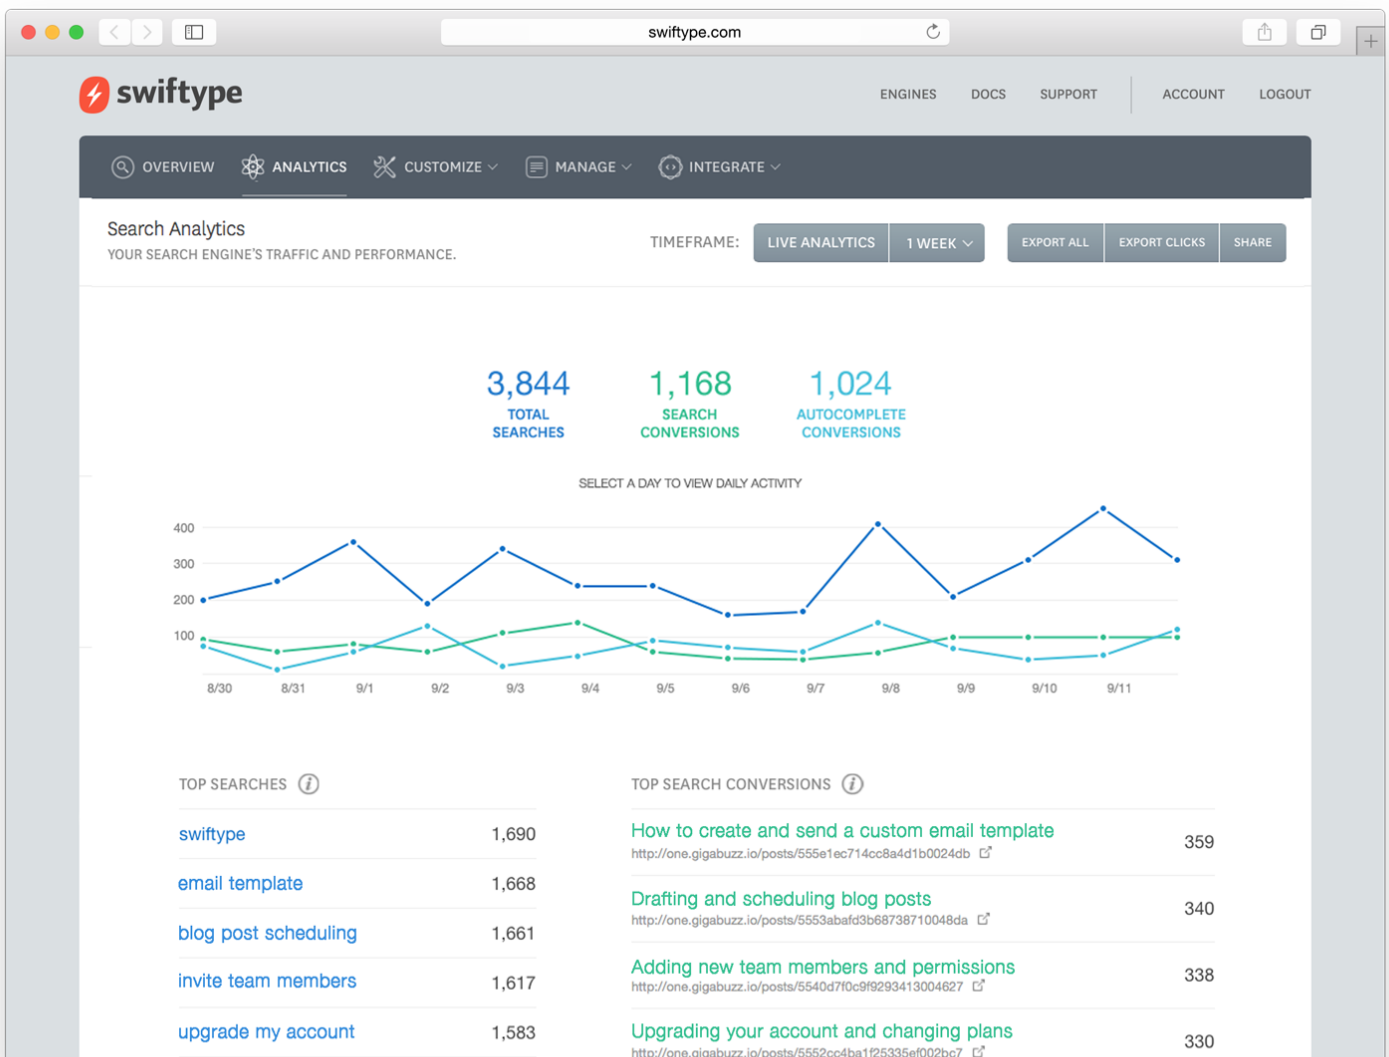 swiftype.com
swiftype
ENGINES DOCS SUPPORT ACCOUNT LOGOUT
OVERVIEW ANALYTICS CUSTOMIZE MANAGE INTEGRATE
Search Analytics
YOUR SEARCH ENGINE'S TRAFFIC AND PERFORMANCE.
TIMEFRAME: LIVE ANALYTICS 1 WEEK EXPORT ALL EXPORT CLICKS SHARE
3,844 1,168 1,024
TOTAL SEARCH AUTOCOMPLETE
SEARCHES CONVERSIONS CONVERSIONS
SELECT A DAY TO VIEW DAILY ACTIVITY
400
300
200
100
8/30 8/31 9/1 9/2 9/3 9/4 9/5 9/6 9/7 9/8 9/9 9/10 9/11
TOP SEARCHES i
swiftype 1,690
email template 1,668
blog post scheduling 1,661
invite team members 1,617
upgrade my account 1,583
TOP SEARCH CONVERSIONS i
How to create and send a custom email template 359
http://one.gigabuzz.io/posts/555e1ec714cc8a4d1b0024db
Drafting and scheduling blog posts 340
http://one.gigabuzz.io/posts/5553abafd3b68738710048da
Adding new team members and permissions 338
http://one.gigabuzz.io/posts/5540d7f0c9f9293413004627
Upgrading your account and changing plans 330
http://one.gigabuzz.io/posts/5552cc4ba1f25335ef002bc7